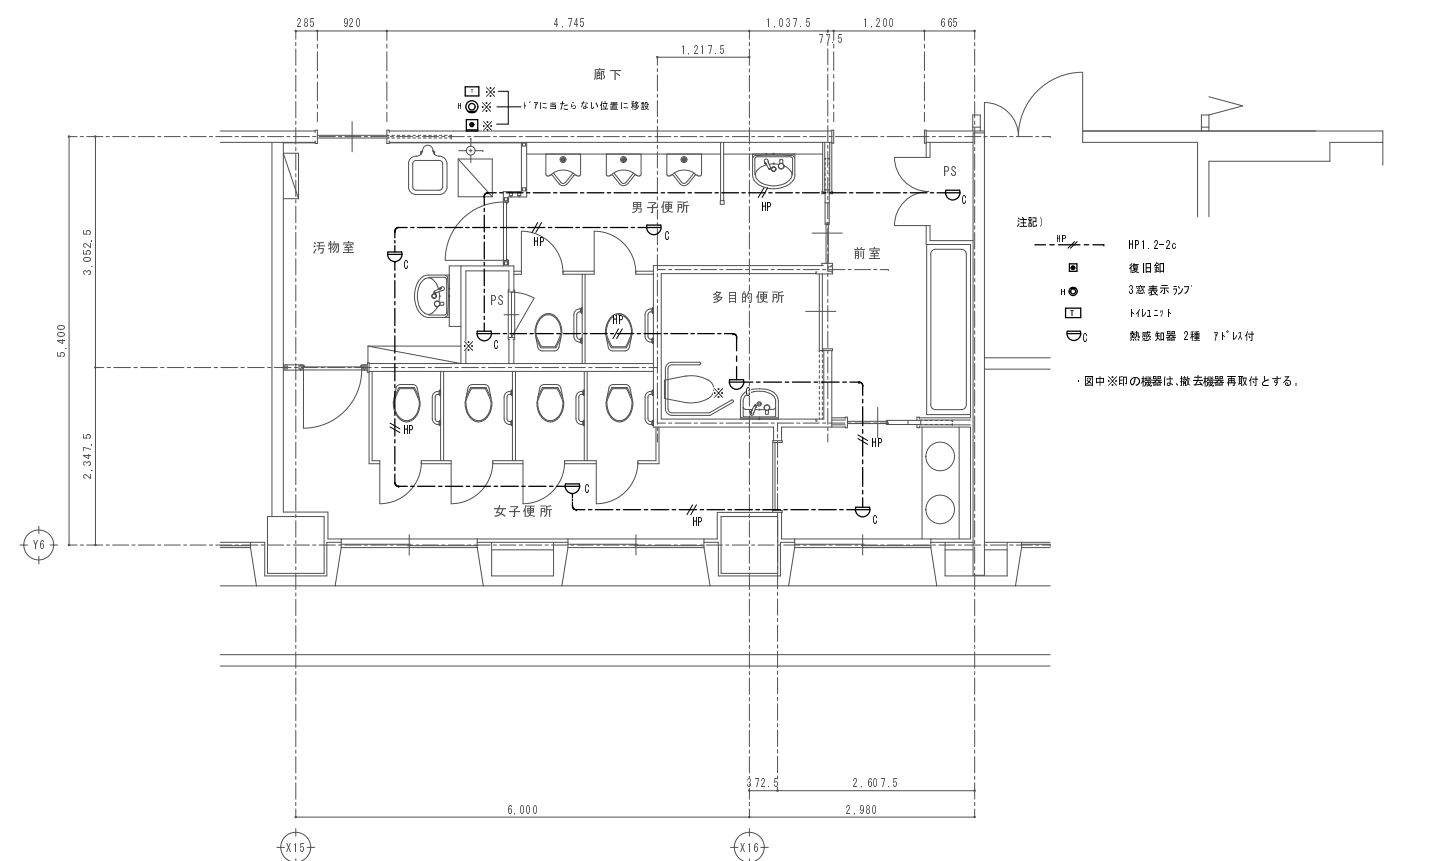 285 920 4,745 1,037.5 1,200 665
77.5
1,217.5
廊下
T ※
H ※ ﾄﾞｱに当たらない位置に移設
※
PS
C
HP
男子便所
注記）
HP HP1.2-2c
C
HP
汚物室
前室
C
復旧釦
H 3窓表示ﾗﾝﾌﾟ
PS
多目的便所
T ﾄｲﾚﾕﾆｯﾄ
HP
C
※
C 熱感知器 2種 ｱﾄﾞﾚｽ付
3,052.5
5,400
・図中※印の機器は、撤去機器再取付とする。
※
C
HP
HP
2,347.5
C
女子便所
HP
C
Y6
372.5 2,607.5
6,000 2,980
X15 X16